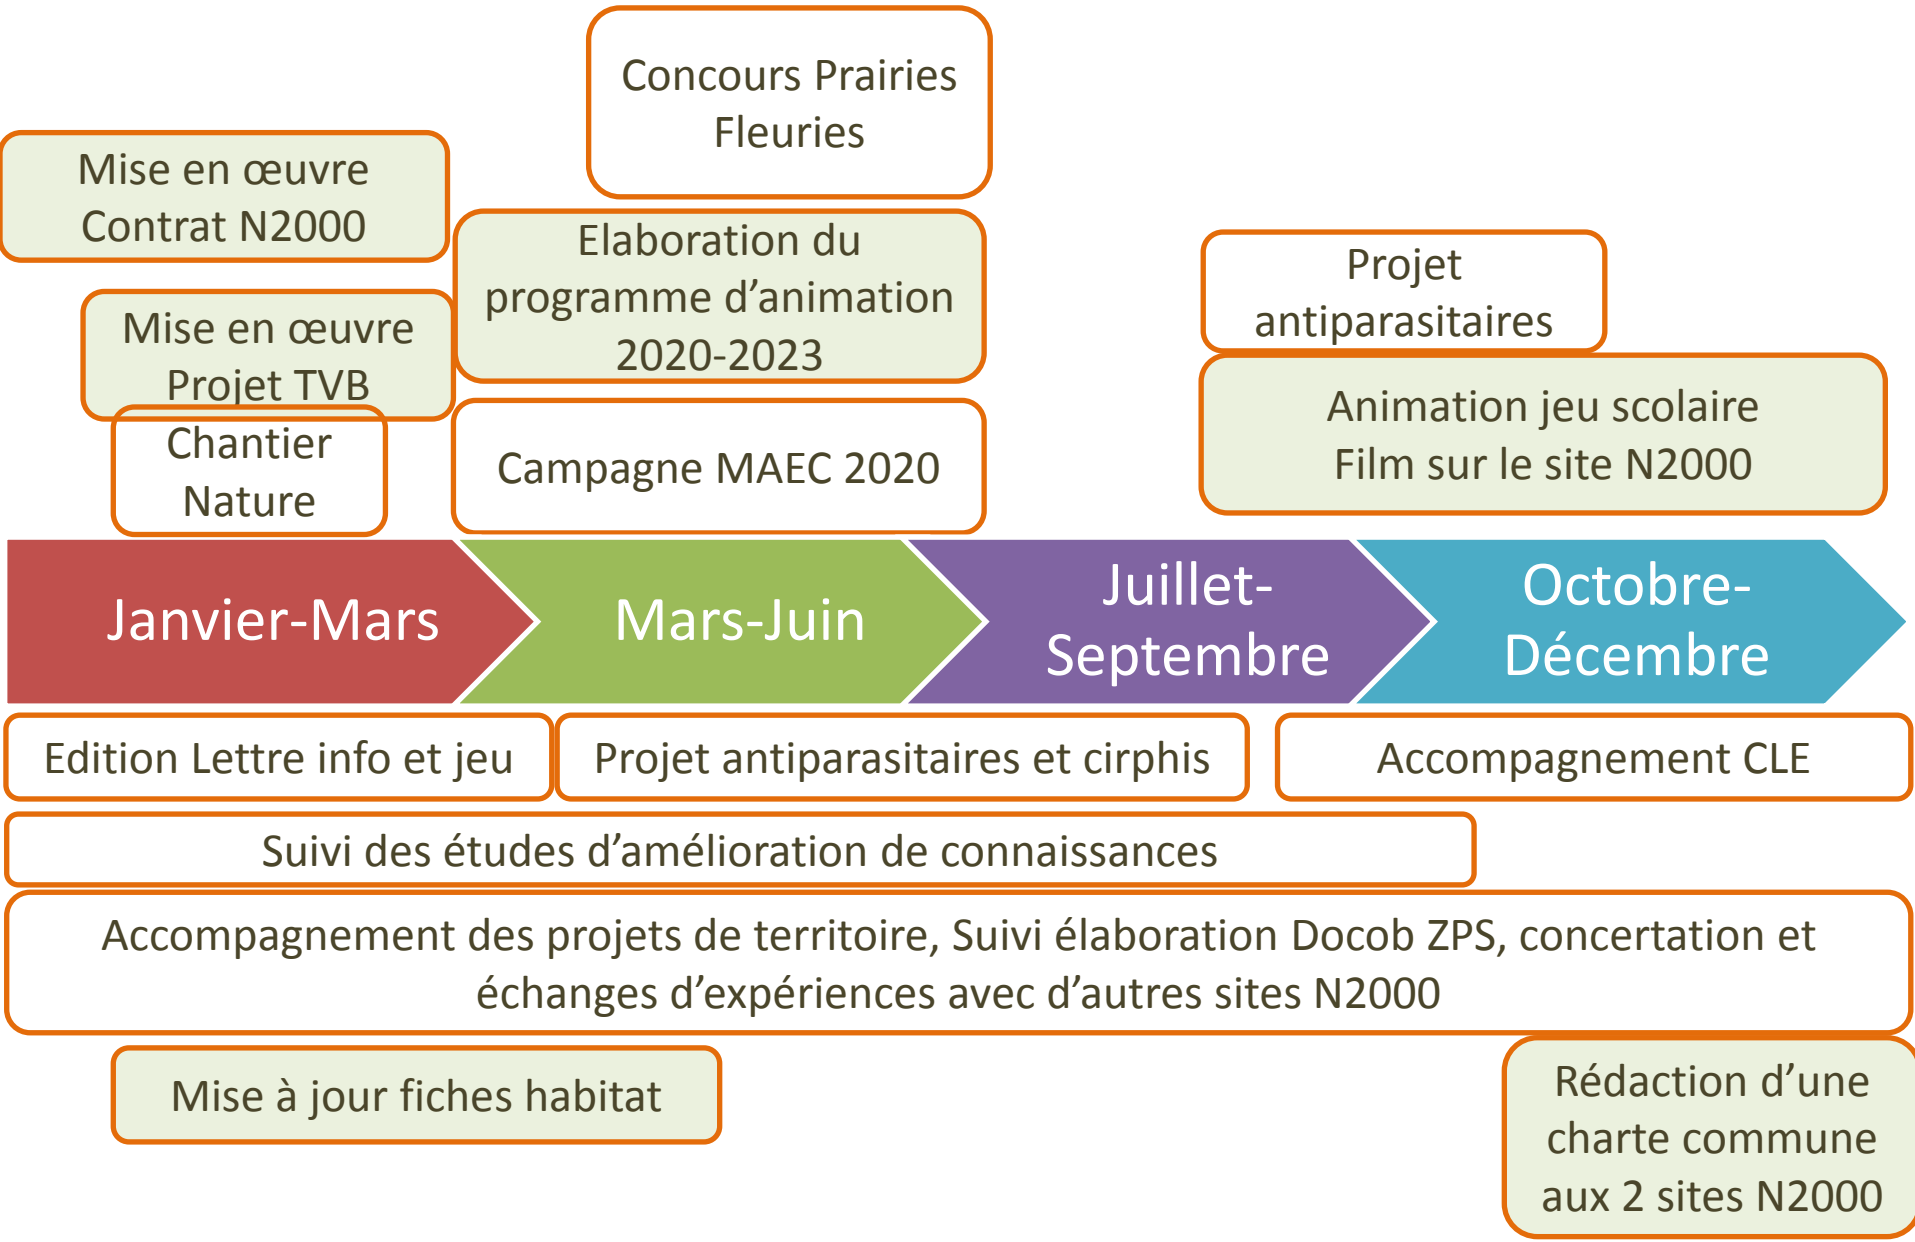 Concours Prairies
Fleuries
Mise en œuvre
Contrat N2000
Elaboration du
programme d’animation
2020-2023
Projet
antiparasitaires
Mise en œuvre
Projet TVB
Animation jeu scolaire
Film sur le site N2000
Chantier
Nature
Campagne MAEC 2020
Janvier-Mars
Mars-Juin
Juillet-
Septembre
Octobre-
Décembre
Edition Lettre info et jeu
Projet antiparasitaires et cirphis
Accompagnement CLE
Suivi des études d’amélioration de connaissances
Accompagnement des projets de territoire, Suivi élaboration Docob ZPS, concertation et
échanges d’expériences avec d’autres sites N2000
Mise à jour fiches habitat
Rédaction d’une
charte commune
aux 2 sites N2000